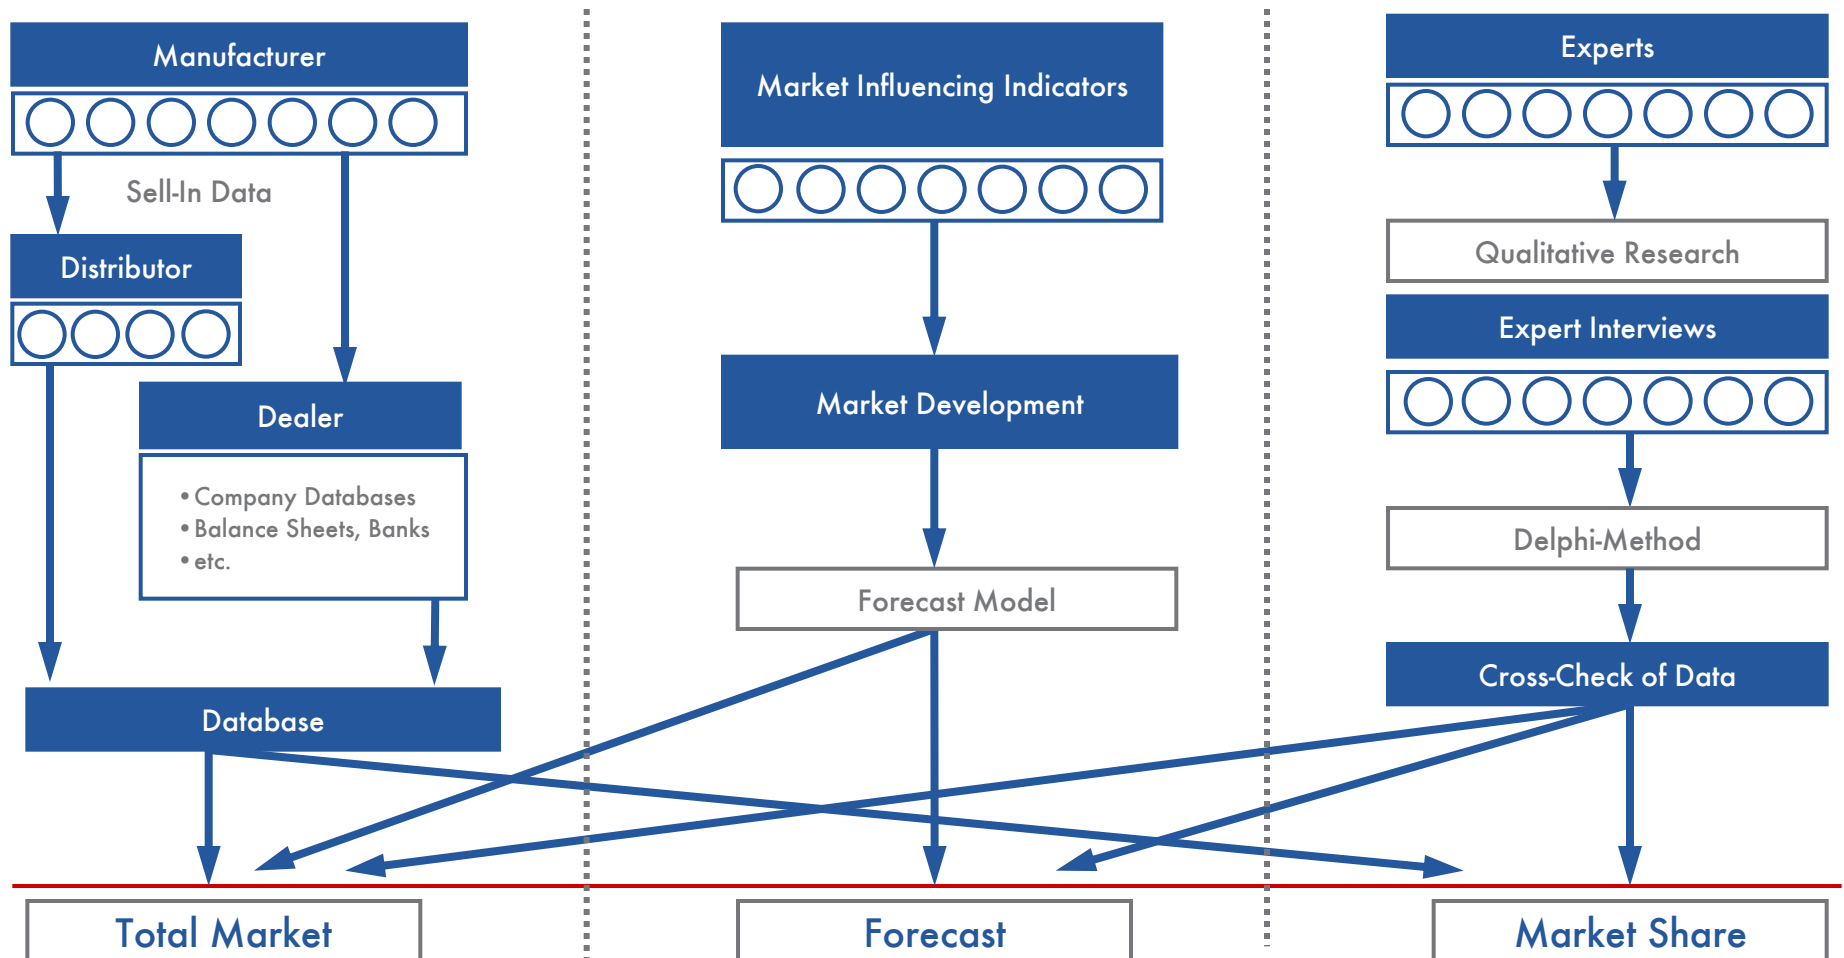 Manufacturer
Sell-In Data
Distributor
Dealer
•Company Databases
•Balance Sheets, Banks
•etc.
Database
Total Market
Market Influencing Indicators
Market Development
Forecast Model
Forecast
Experts
Qualitative Research
Expert Interviews
Delphi-Method
Cross-Check of Data
Market Share